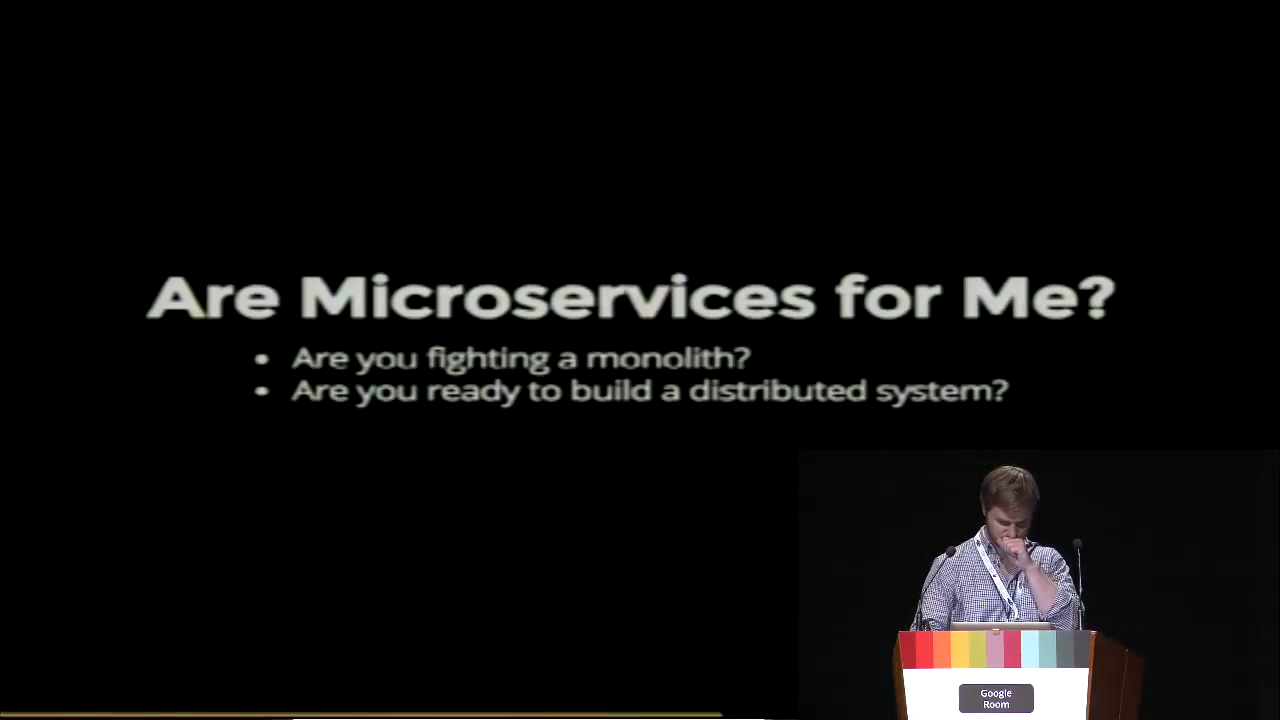 Are Microservices for Me?
• Are you fighting a monolith?
• Are you ready to build a distributed system?
Google
Room